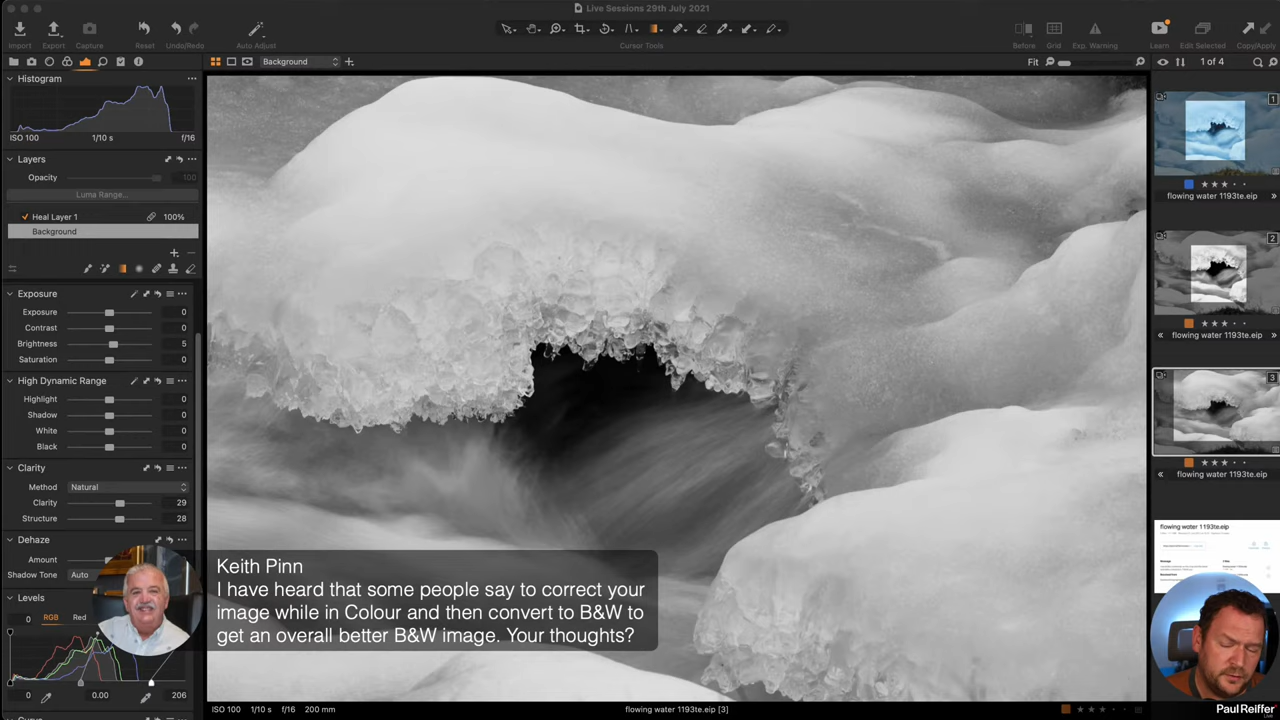 Live Sessions 29th July 2021
Import
Export
Capture
Reset
Undo/Redo
Auto Adjust
Cursor Tools
Before
Grid
Exp. Warning
Learn
Edit Selected
Copy/Apply
Background
Fit
1 of 4
Histogram
ISO 100
1/10 s
f/16
Layers
Opacity
100
Luma Range...
Heal Layer 1
100%
Background
Exposure
Exposure 0
Contrast 0
Brightness 5
Saturation 0
High Dynamic Range
Highlight 0
Shadow 0
White 0
Black 0
Clarity
Method Natural
Clarity 29
Structure 28
Dehaze
Amount
Shadow Tone Auto
Levels
0
RGB
Red
0
0.00
206
Keith Pinn
I have heard that some people say to correct your
image while in Colour and then convert to B&W to
get an overall better B&W image. Your thoughts?
ISO 100 1/10 s f/16 200 mm
flowing water 1193te.eip [3]
1
flowing water 1193te.eip
2
flowing water 1193te.eip
3
flowing water 1193te.eip
flowing water 1193te.eip
Paul Reiffer
Live